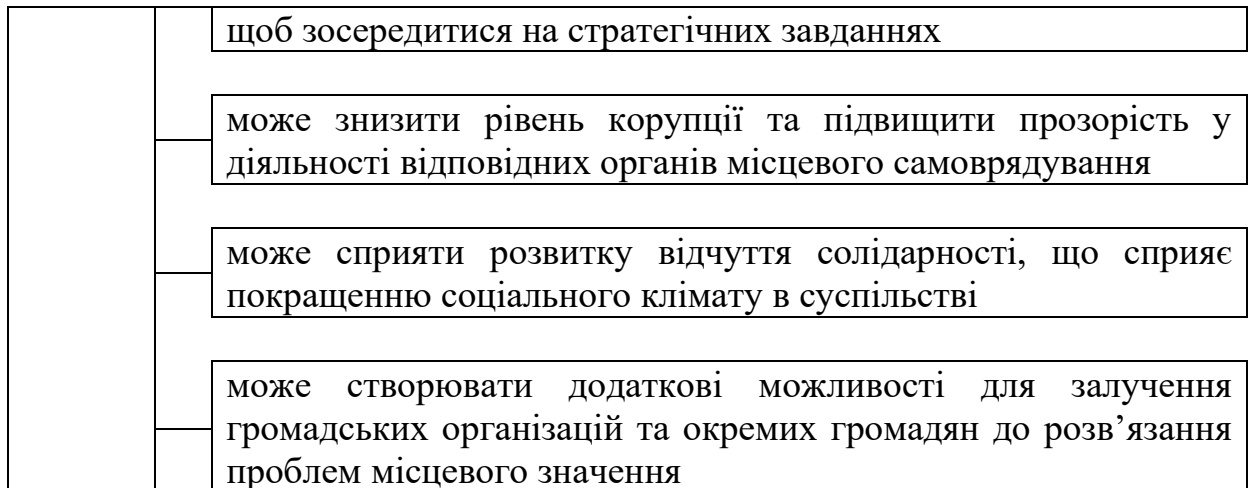 щоб зосередитися на стратегічних завданнях
може знизити рівень корупції та підвищити прозорість у
діяльності відповідних органів місцевого самоврядування
може сприяти розвитку відчуття солідарності, що сприяє
покращенню соціального клімату в суспільстві
може створювати додаткові можливості для залучення
громадських організацій та окремих громадян до розв’язання
проблем місцевого значення